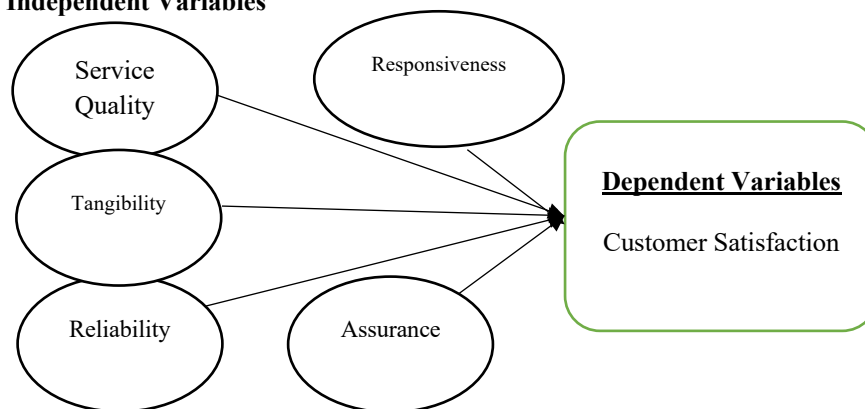 Independent Variables
Service
Quality
Responsiveness
Tangibility
Dependent Variables
Customer Satisfaction
Reliability
Assurance